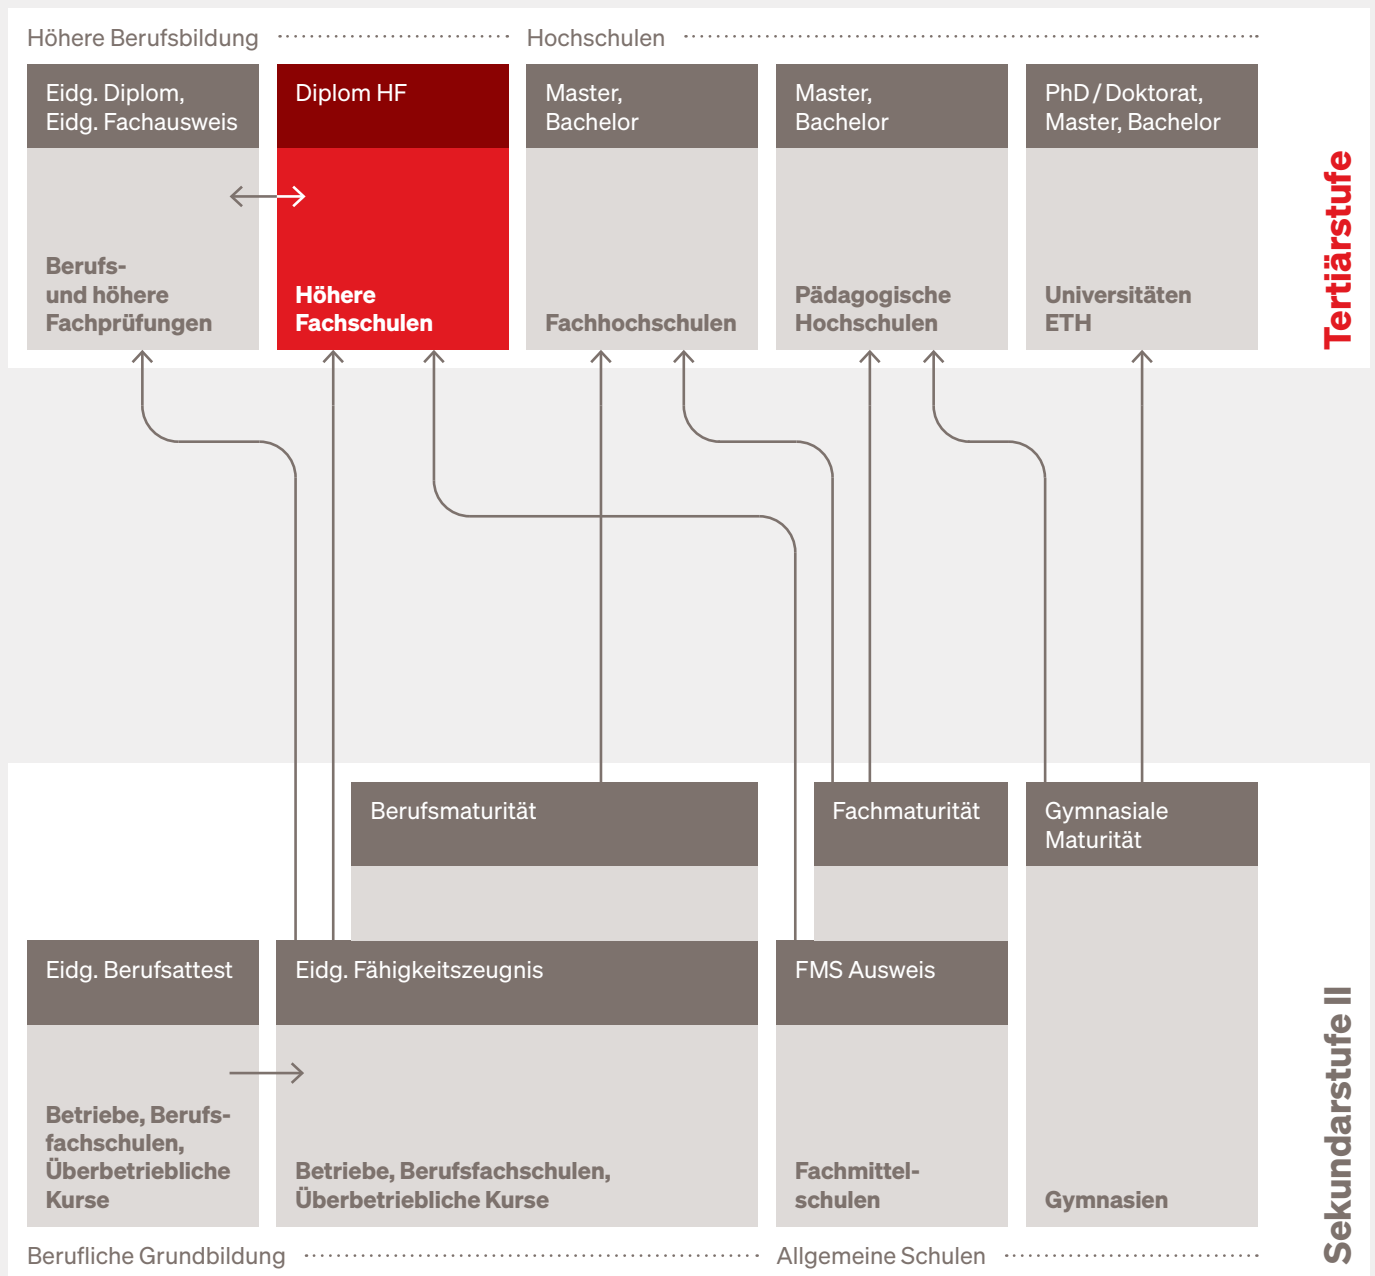 Höhere Berufsbildung
Hochschulen
Eidg. Diplom,
Eidg. Fachausweis
Diplom HF
Master,
Bachelor
Master,
Bachelor
PhD / Doktorat,
Master, Bachelor
Berufs-
und höhere
Fachprüfungen
Höhere
Fachschulen
Fachhochschulen
Pädagogische
Hochschulen
Universitäten
ETH
Tertiärstufe
Berufsmaturität
Fachmaturität
Gymnasiale
Maturität
Eidg. Berufsattest
Eidg. Fähigkeitszeugnis
FMS Ausweis
Betriebe, Berufs-
fachschulen,
Überbetriebliche
Kurse
Betriebe, Berufsfachschulen,
Überbetriebliche Kurse
Fachmittel-
schulen
Gymnasien
Sekundarstufe II
Berufliche Grundbildung
Allgemeine Schulen